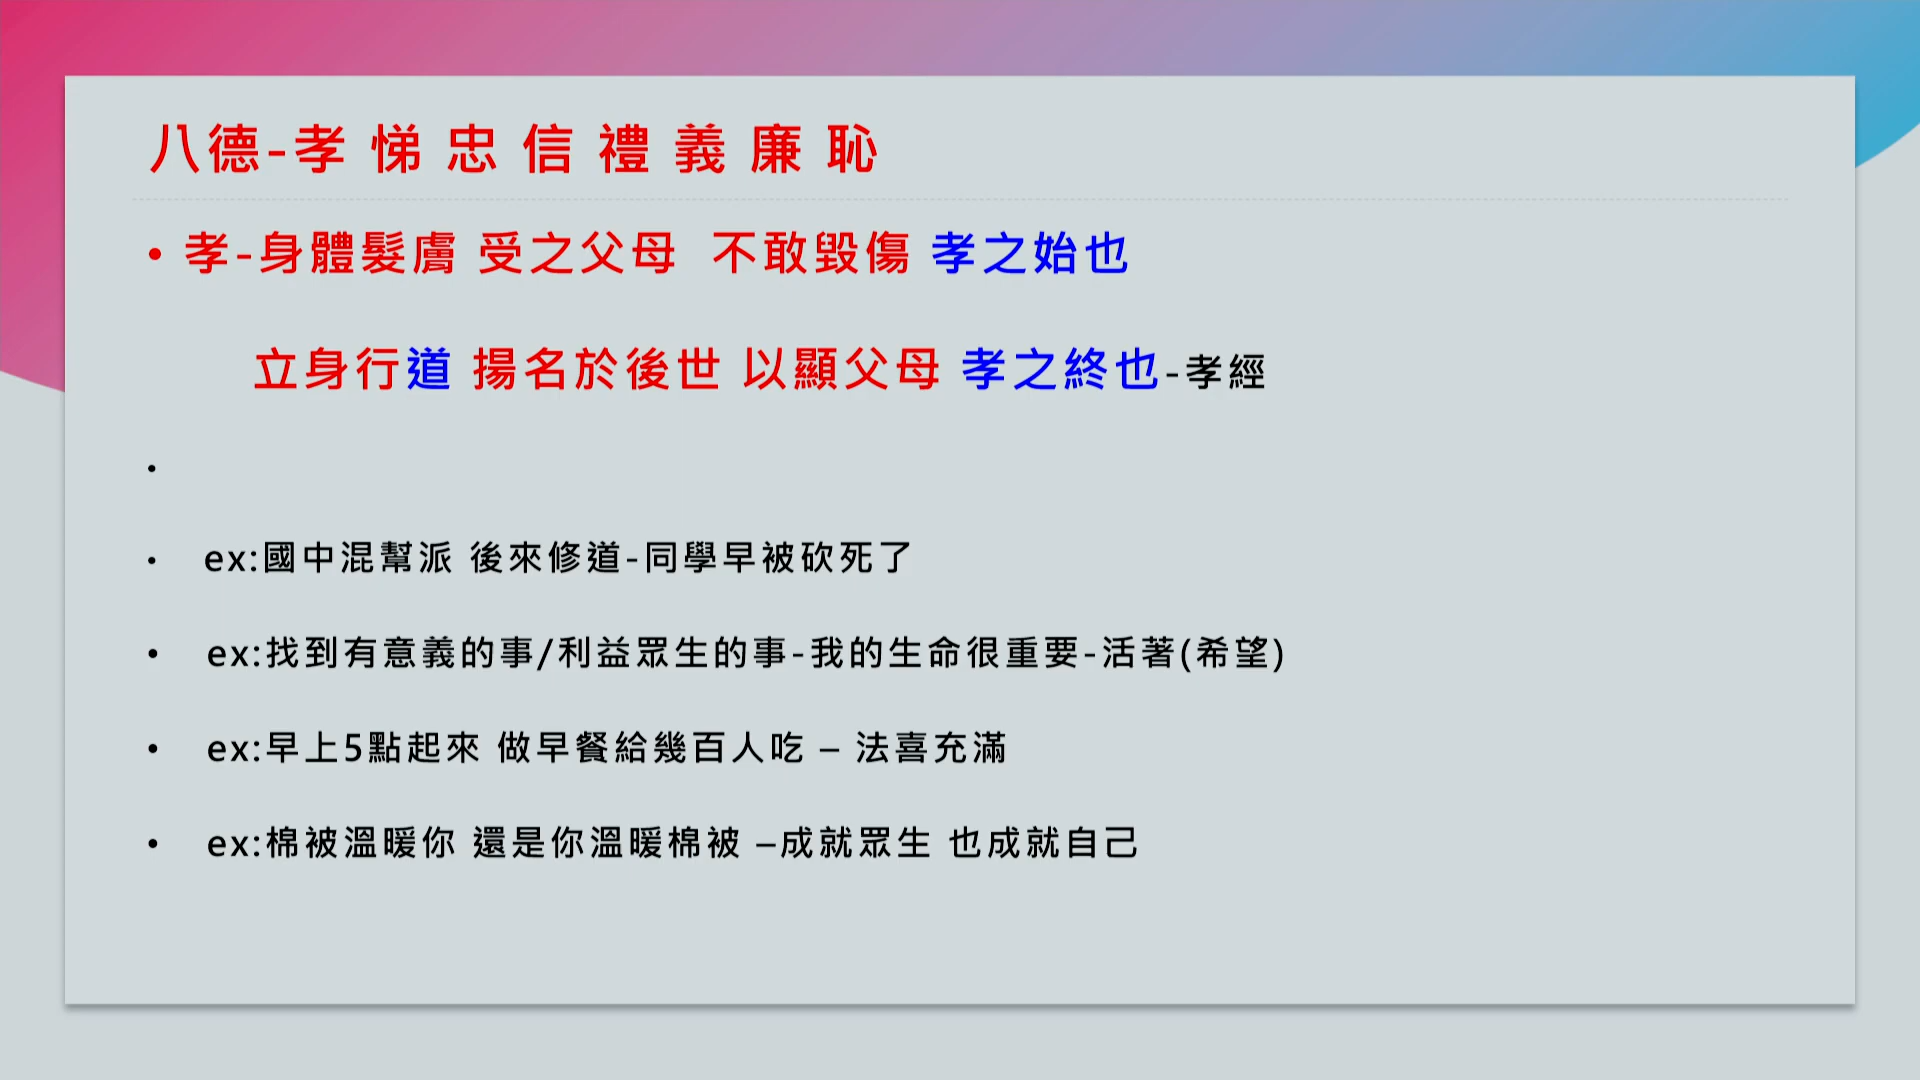 八德-孝 悌 忠 信 禮 義 廉 恥
• 孝-身體髮膚 受之父母  不敢毀傷 孝之始也
立身行道 揚名於後世 以顯父母 孝之終也-孝經
•
• ex:國中混幫派 後來修道-同學早被砍死了
• ex:找到有意義的事/利益眾生的事-我的生命很重要-活著(希望)
• ex:早上5點起來 做早餐給幾百人吃 – 法喜充滿
• ex:棉被溫暖你 還是你溫暖棉被 –成就眾生 也成就自己